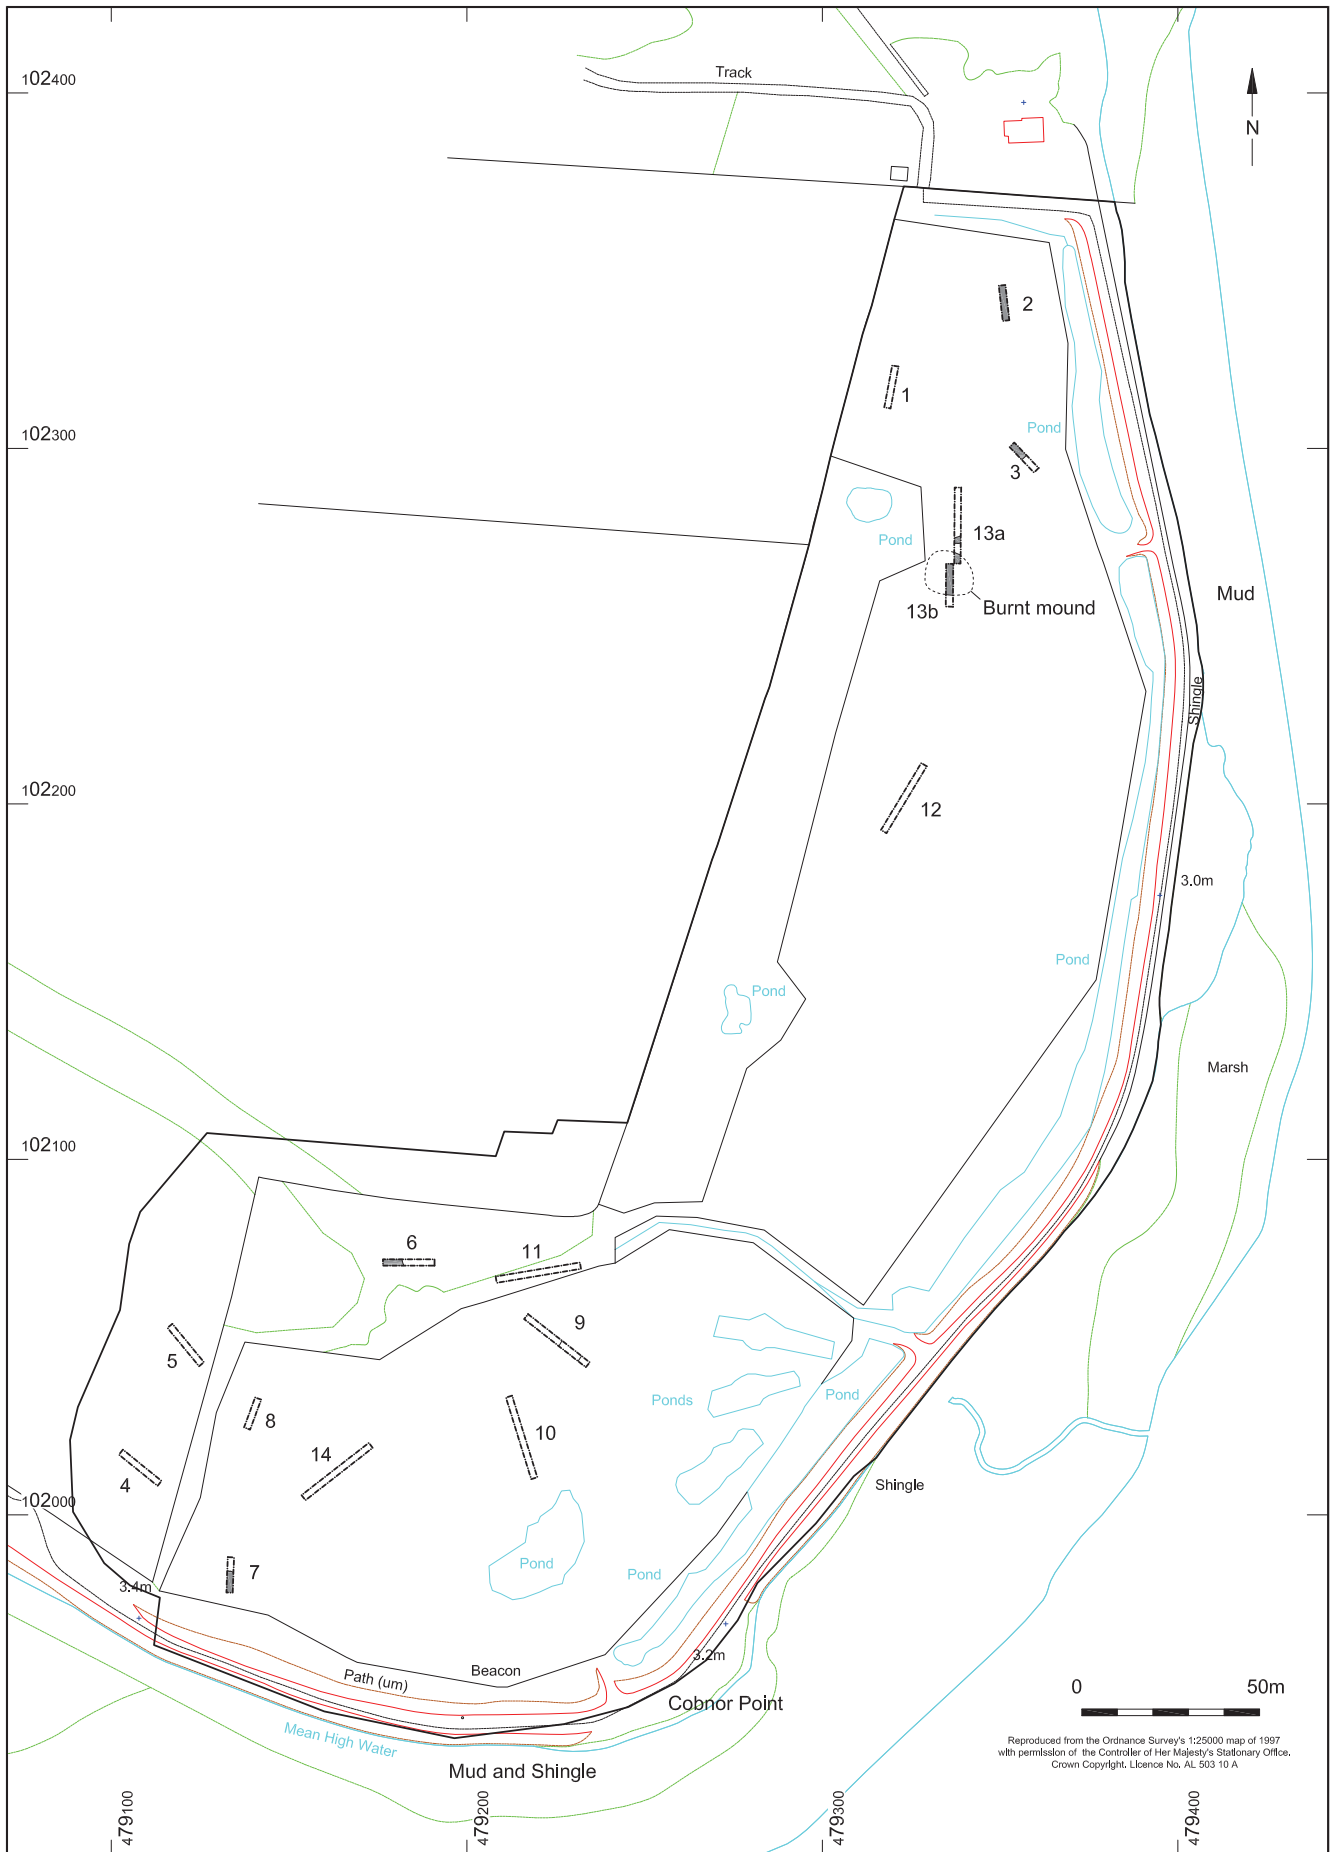 102400
Track
N
2
1
102300
Pond
3
13a
Pond
Mud
13b
Burnt mound
Shingle
102200
12
3.0m
Pond
Pond
Marsh
102100
6
11
9
5
Ponds
Pond
8
10
14
4
Shingle
102000
Pond
7
Pond
3.4m
3.2m
Beacon
Path (um)
0 50m
Cobnor Point
Mean High Water
Reproduced from the Ordnance Survey's 1:25000 map of 1997
with permission of the Controller of Her Majesty's Stationary Office.
Crown Copyright. Licence No. AL 503 10 A
Mud and Shingle
479100
479200
479300
479400